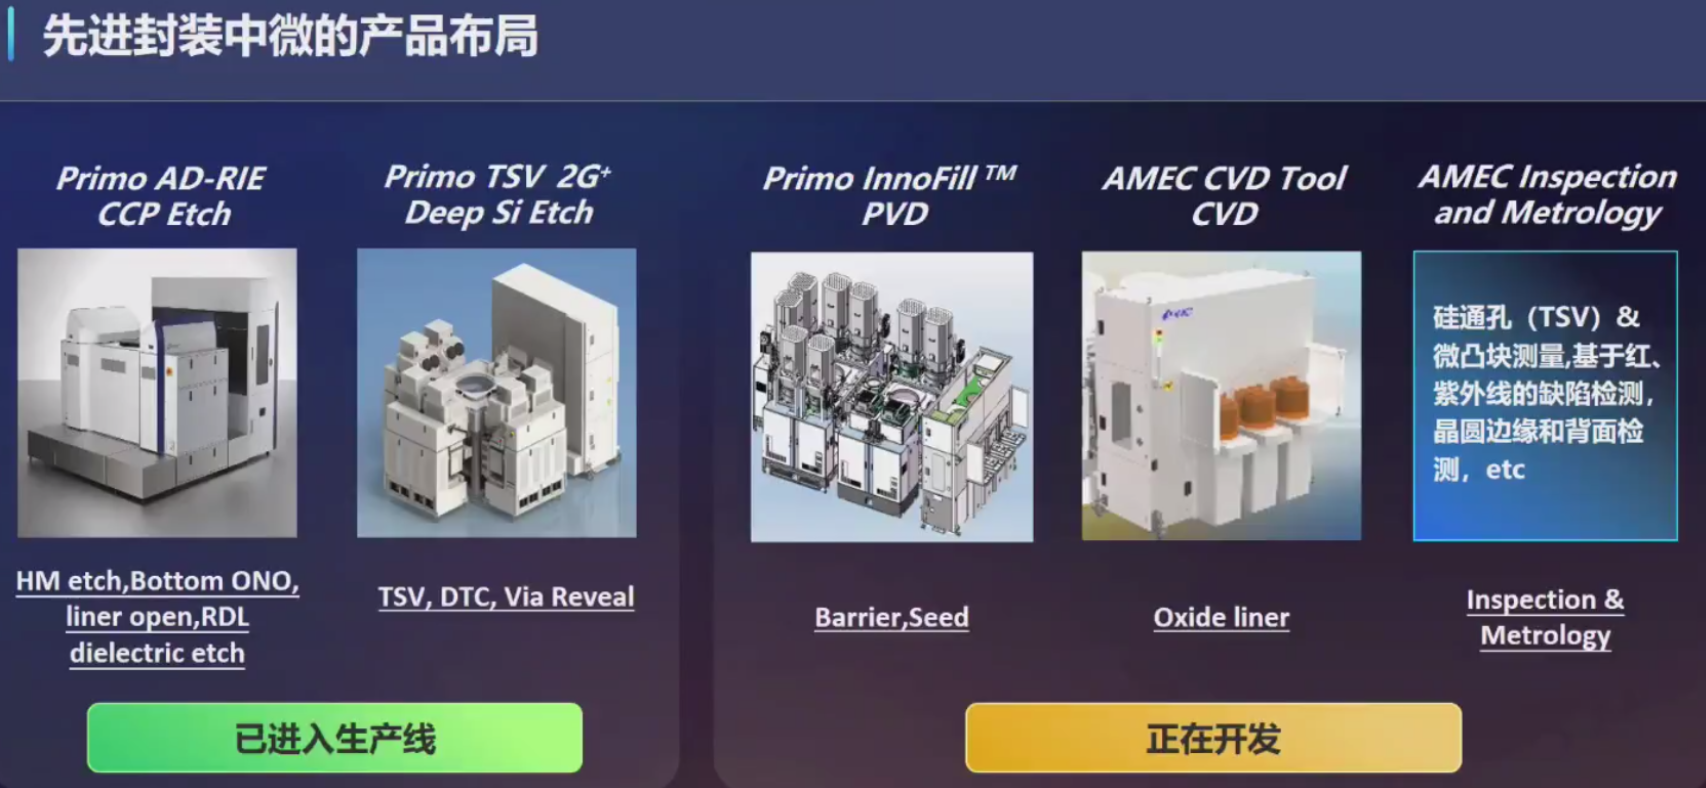 先进封装中微的产品布局
Primo AD-RIE
CCP Etch
Primo TSV 2G+
Deep Si Etch
Primo InnoFill TM
PVD
AMEC CVD Tool
CVD
AMEC Inspection
and Metrology
硅通孔（TSV）&
微凸块测量,基于红、
紫外线的缺陷检测,
晶圆边缘和背面检
测，etc
HM etch,Bottom ONO,
liner open,RDL
dielectric etch
TSV, DTC, Via Reveal
Barrier,Seed
Oxide liner
Inspection &
Metrology
已进入生产线
正在开发